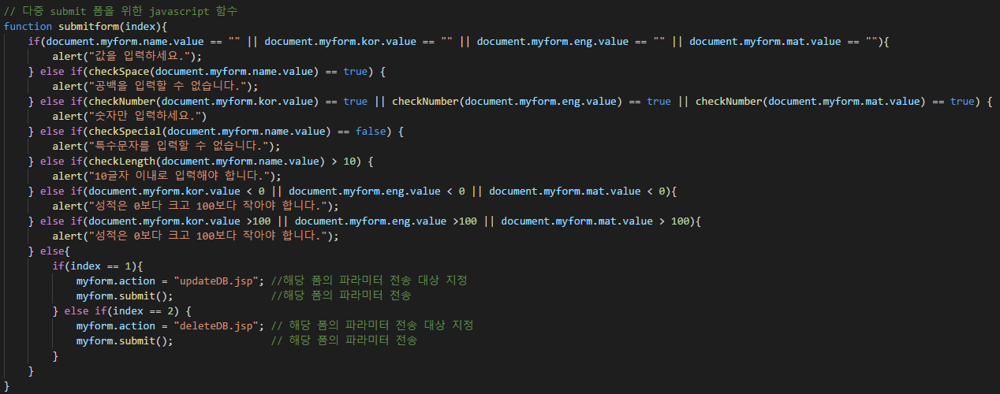 // 다중 submit 폼을 위한 javascript 함수
function submitform(index){
    if(document.myform.name.value == "" || document.myform.kor.value == "" || document.myform.eng.value == "" || document.myform.mat.value == ""){
        alert("값을 입력하세요.");
    } else if(checkSpace(document.myform.name.value) == true) {
        alert("공백을 입력할 수 없습니다.");
    } else if(checkNumber(document.myform.kor.value) == true || checkNumber(document.myform.eng.value) == true || checkNumber(document.myform.mat.value) == true) {
        alert("숫자만 입력하세요.")
    } else if(checkSpecial(document.myform.name.value) == false) {
        alert("특수문자를 입력할 수 없습니다.");
    } else if(checkLength(document.myform.name.value) > 10) {
        alert("10글자 이내로 입력해야 합니다.");
    } else if(document.myform.kor.value < 0 || document.myform.eng.value < 0 || document.myform.mat.value < 0){
        alert("성적은 0보다 크고 100보다 작아야 합니다.");
    } else if(document.myform.kor.value >100 || document.myform.eng.value >100 || document.myform.mat.value > 100){
        alert("성적은 0보다 크고 100보다 작아야 합니다.");
    } else{
        if(index == 1){
            myform.action = "updateDB.jsp"; //해당 폼의 파라미터 전송 대상 지정
            myform.submit();                //해당 폼의 파라미터 전송
        } else if(index == 2) {
            myform.action = "deleteDB.jsp"; // 해당 폼의 파라미터 전송 대상 지정
            myform.submit();                // 해당 폼의 파라미터 전송
        }
    }
}